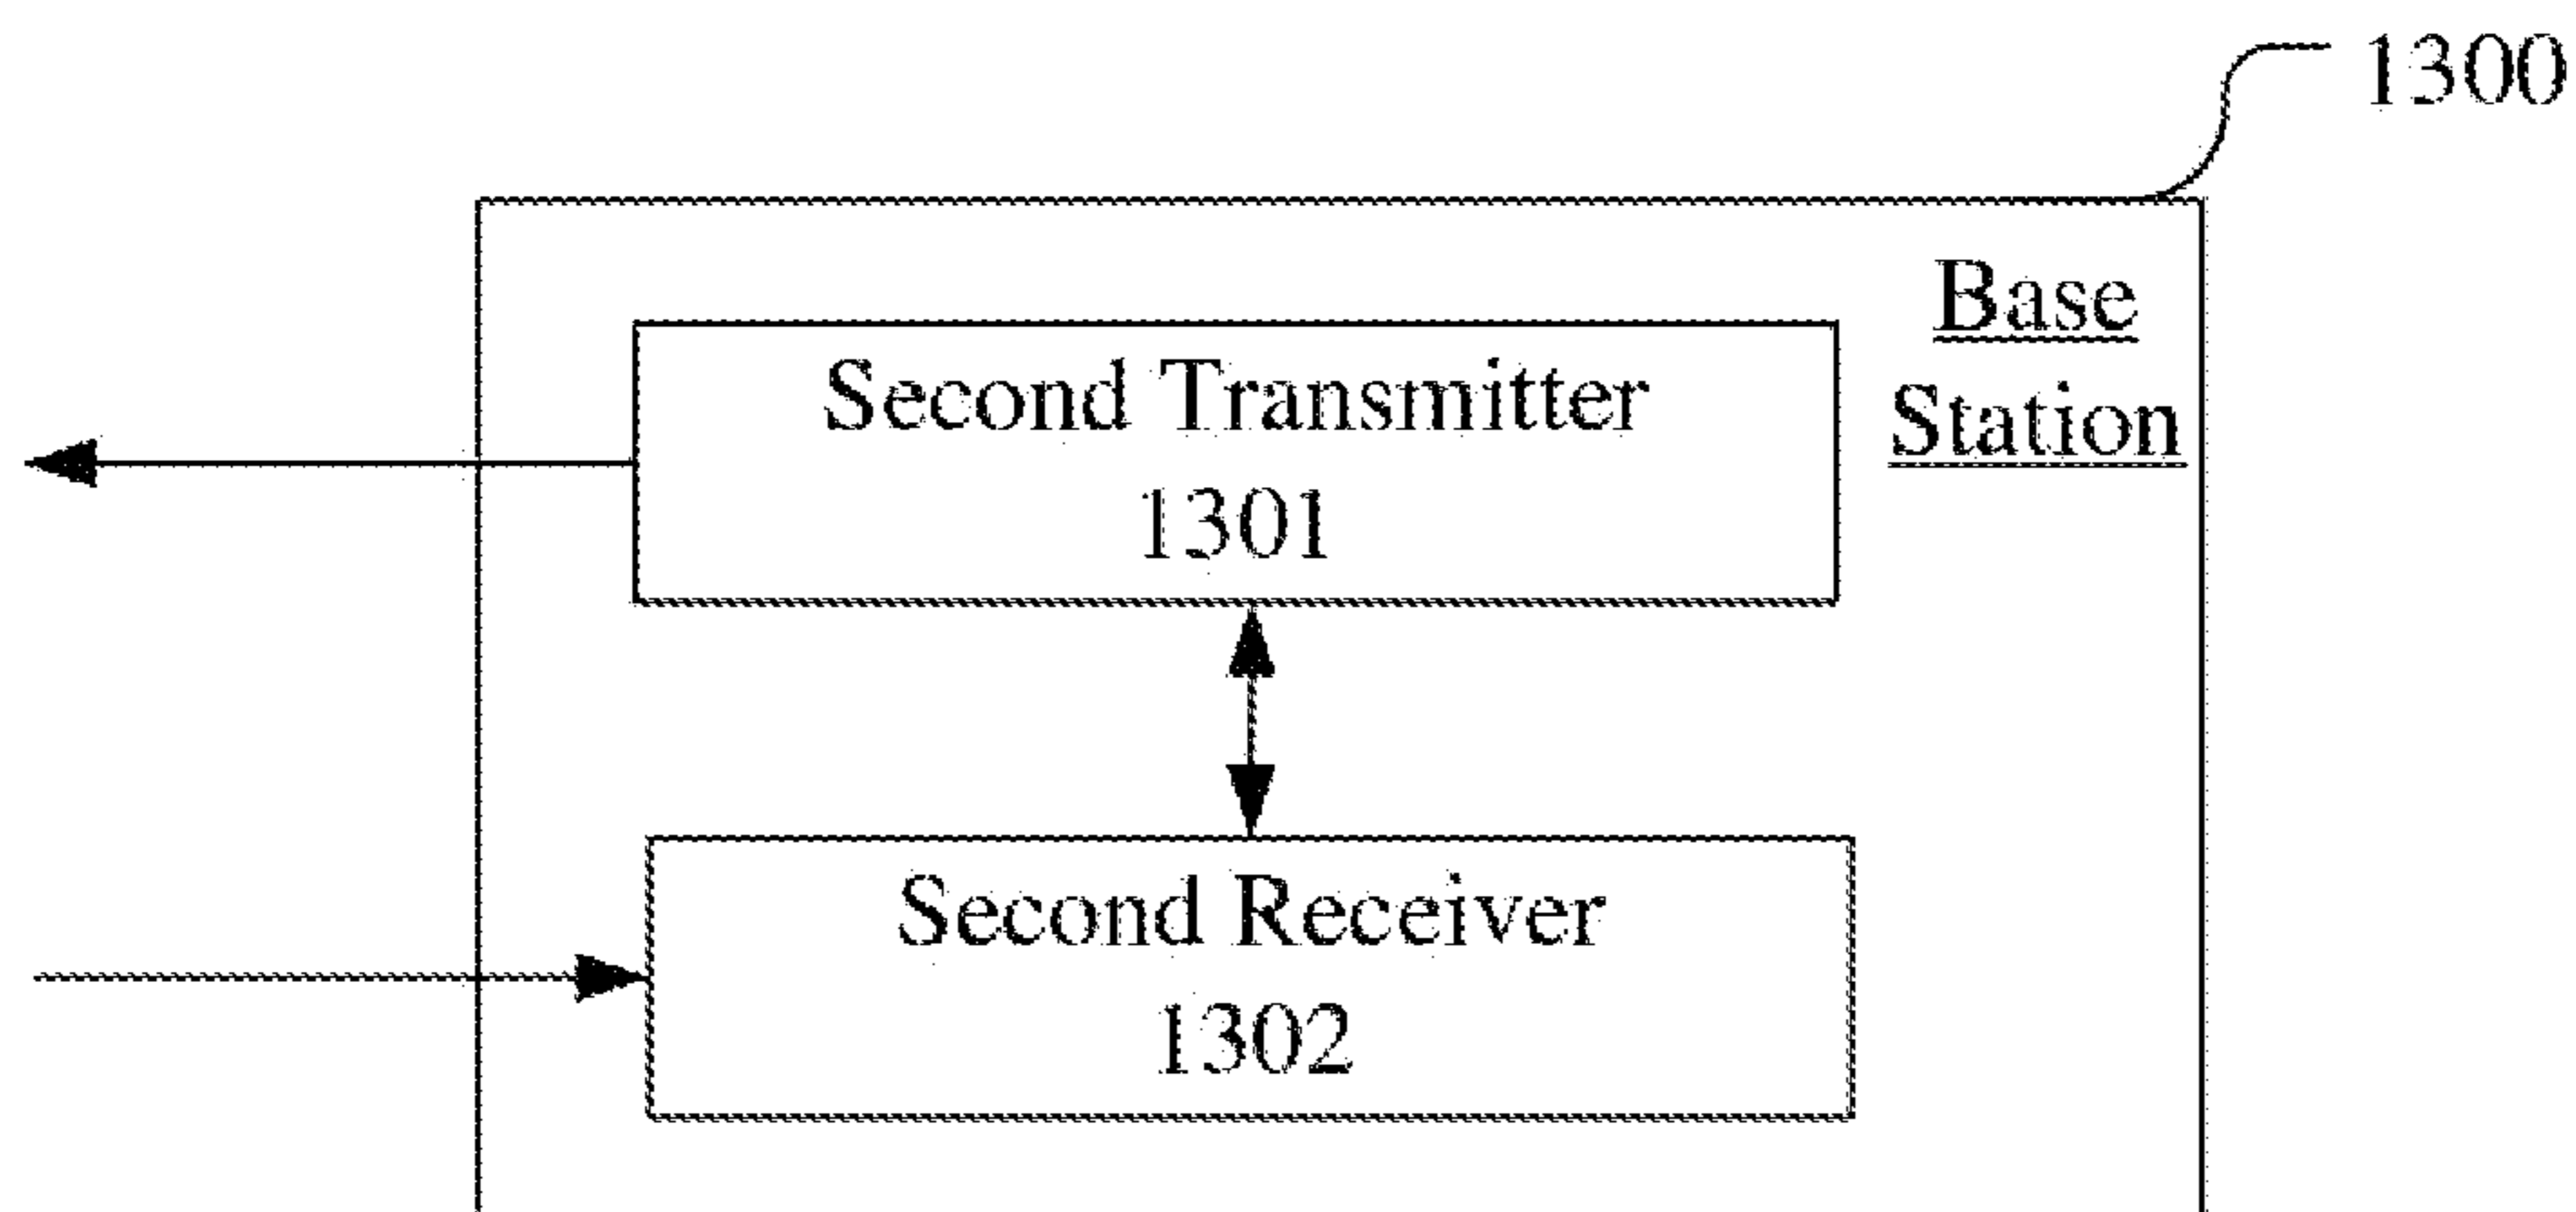 1300
Base
Station
Second Transmitter
1301
Second Receiver
1302